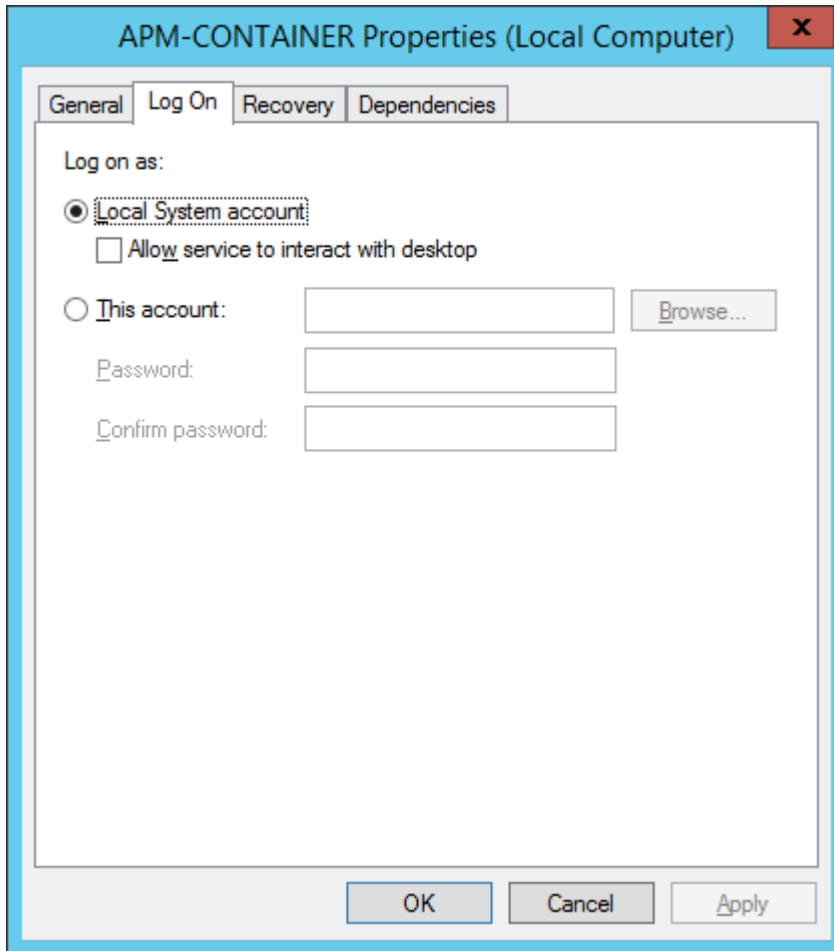 APM-CONTAINER Properties (Local Computer)
x
General Log On Recovery Dependencies
Log on as:
Local System account
Allow service to interact with desktop
This account:
Browse...
Password:
Confirm password:
OK Cancel Apply